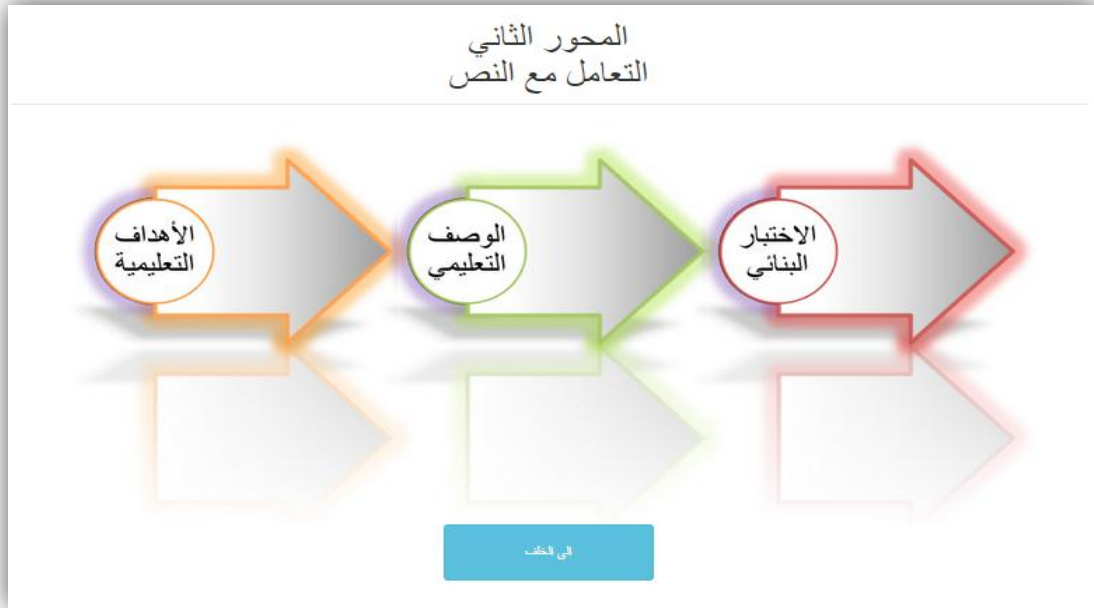 المحور الثاني
التعامل مع النص
الأهداف
التعليمية
الوصف
التعليمي
الاختبار
البنائي
الى الخلف